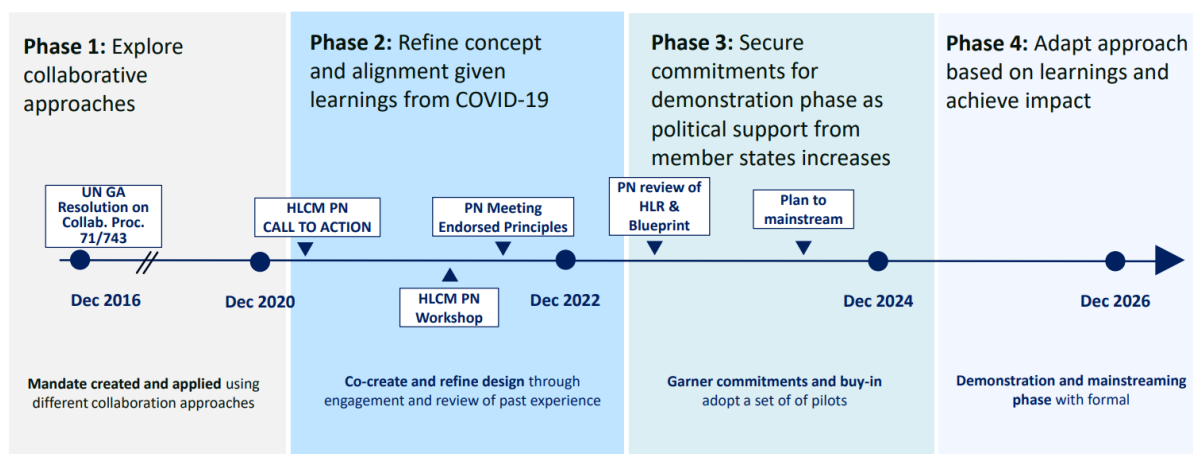 Phase 1: Explore
collaborative
approaches
Phase 2: Refine concept
and alignment given
learnings from COVID-19
Phase 3: Secure
commitments for
demonstration phase as
political support from
member states increases
Phase 4: Adapt approach
based on learnings and
achieve impact
UN GA
Resolution on
Collab. Proc.
71/743
HLCM PN
CALL TO ACTION
PN Meeting
Endorsed Principles
PN review of
HLR &
Blueprint
Plan to
mainstream
Dec 2016
Dec 2020
HLCM PN
Workshop
Dec 2022
Dec 2024
Dec 2026
Mandate created and applied using
different collaboration approaches
Co-create and refine design through
engagement and review of past experience
Garner commitments and buy-in
adopt a set of of pilots
Demonstration and mainstreaming
phase with formal